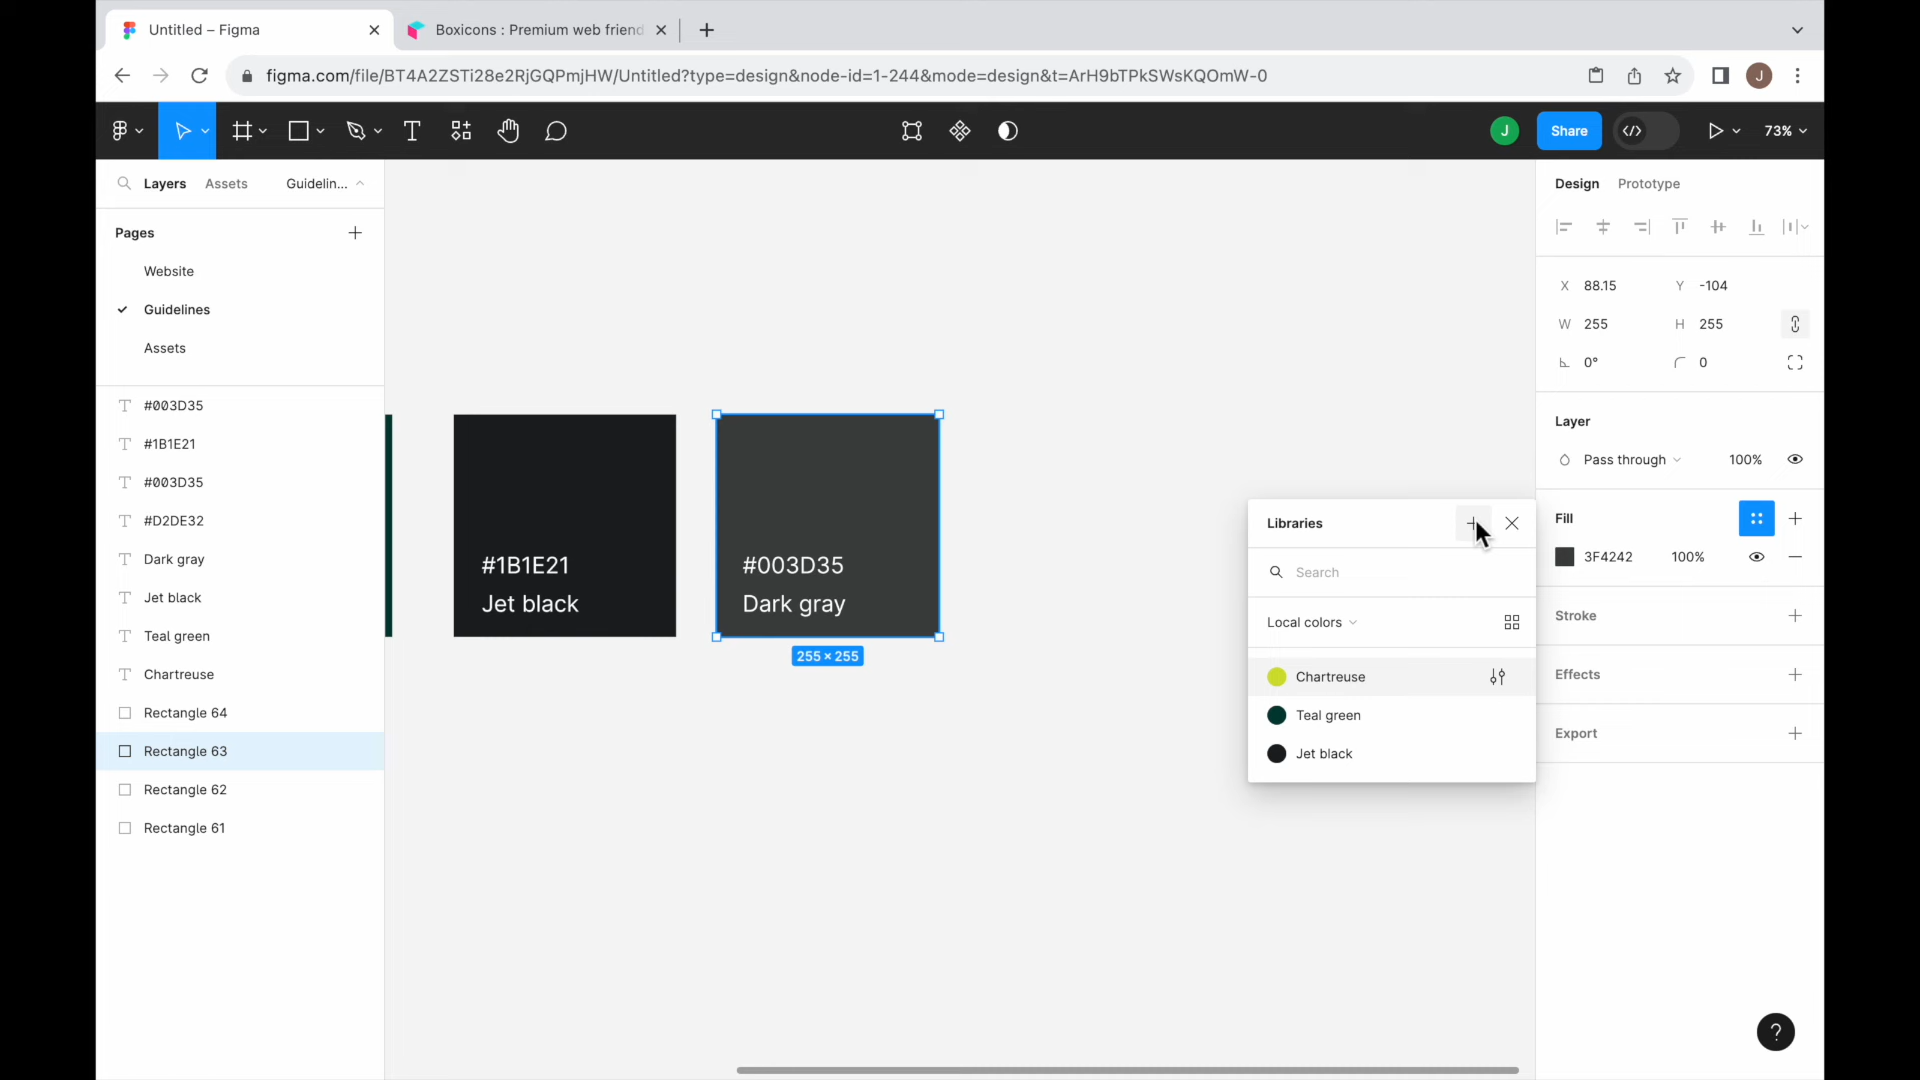 Untitled – Figma
Boxicons : Premium web friend
figma.com/file/BT4A2ZSTi28e2RjGQPmjHW/Untitled?type=design&node-id=1-244&mode=design&t=ArH9bTPkSWsKQOmW-0
J
J
Share
73%
Layers
Assets
Guidelin...
Design
Prototype
Pages
Website
Guidelines
Assets
#003D35
#1B1E21
#003D35
#D2DE32
Dark gray
Jet black
Teal green
Chartreuse
Rectangle 64
Rectangle 63
Rectangle 62
Rectangle 61
#1B1E21
Jet black
#003D35
Dark gray
255 × 255
Libraries
Search
Local colors
Chartreuse
Teal green
Jet black
X 88.15 Y -104
W 255 H 255
0° 0
Layer
Pass through 100%
Fill
3F4242 100%
Stroke
Effects
Export
?